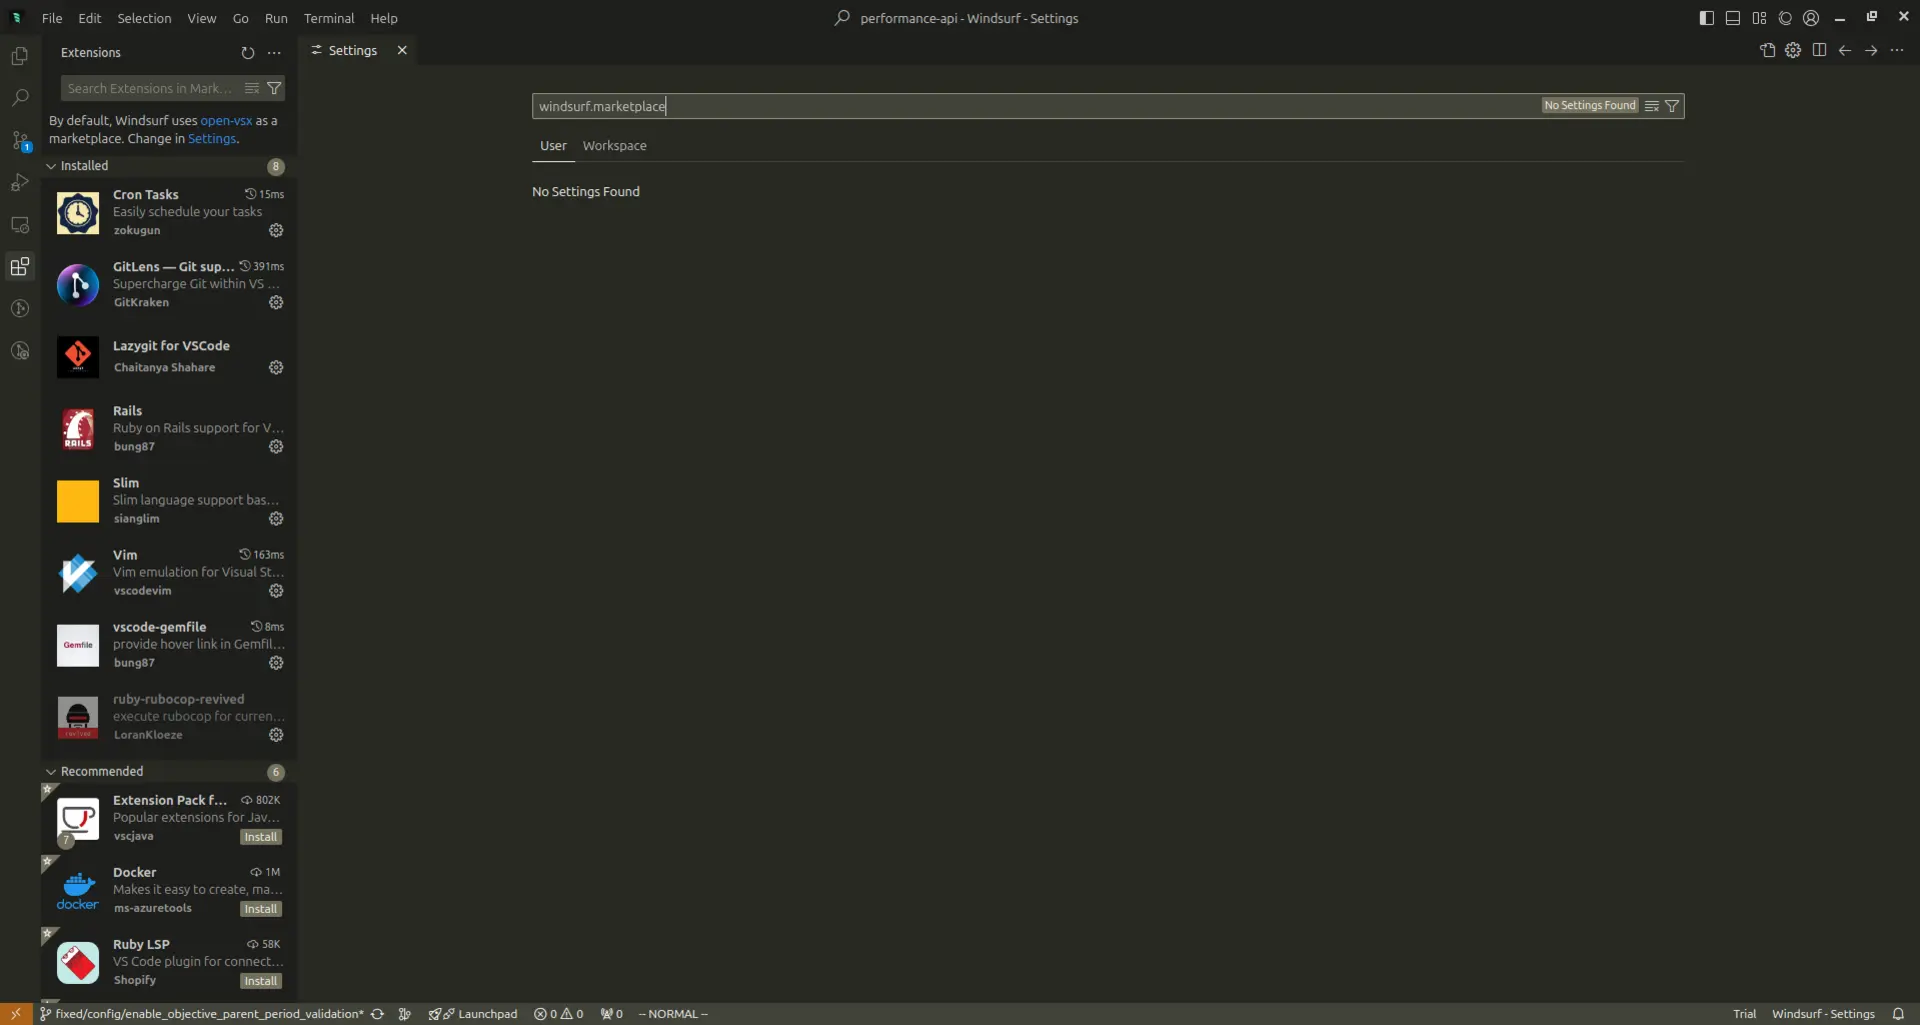 File Edit Selection View Go Run Terminal Help
performance-api - Windsurf - Settings
Extensions
Settings
Search Extensions in Mark...
By default, Windsurf uses open-vsx as a
marketplace. Change in Settings.
Installed 8
Cron Tasks 15ms
Easily schedule your tasks
zokugun
GitLens — Git sup... 391ms
Supercharge Git within VS ...
GitKraken
Lazygit for VSCode
Chaitanya Shahare
Rails
Ruby on Rails support for V...
bung87
RAILS
Slim
Slim language support bas...
sianglim
Vim 163ms
Vim emulation for Visual St...
vscodevim
vscode-gemfile 8ms
provide hover link in Gemfil...
bung87
Gemfile
ruby-rubocop-revived
execute rubocop for curren...
LoranKloeze
revived
Recommended 6
Extension Pack f... 802K
Popular extensions for Jav...
vscjava Install
7
Docker 1M
Makes it easy to create, ma...
ms-azuretools Install
docker
Ruby LSP 58K
VS Code plugin for connect...
Shopify Install
windsurf.marketplace No Settings Found
User Workspace
No Settings Found
1
fixed/config/enable_objective_parent_period_validation* Launchpad 0 0 0 -- NORMAL --
Trial Windsurf - Settings